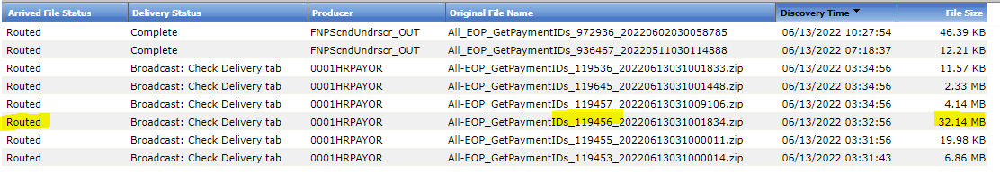 Arrived File Status Delivery Status Producer Original File Name Discovery Time File Size
Routed Complete FNPScndUndrscr_OUT All_EOP_GetPaymentIDs_972936_20220602030058785 06/13/2022 10:27:54 46.39 KB
Routed Complete FNPScndUndrscr_OUT All_EOP_GetPaymentIDs_936467_20220511030114888 06/13/2022 07:18:37 12.21 KB
Routed Broadcast: Check Delivery tab 0001HRPAYOR All-EOP_GetPaymentIDs_119536_20220613031001833.zip 06/13/2022 03:34:56 11.57 KB
Routed Broadcast: Check Delivery tab 0001HRPAYOR All-EOP_GetPaymentIDs_119645_20220613031001448.zip 06/13/2022 03:34:56 2.33 MB
Routed Broadcast: Check Delivery tab 0001HRPAYOR All-EOP_GetPaymentIDs_119457_20220613031009106.zip 06/13/2022 03:34:56 4.14 MB
Routed Broadcast: Check Delivery tab 0001HRPAYOR All-EOP_GetPaymentIDs_119456_20220613031001834.zip 06/13/2022 03:32:56 32.14 MB
Routed Broadcast: Check Delivery tab 0001HRPAYOR All-EOP_GetPaymentIDs_119455_20220613031000011.zip 06/13/2022 03:31:56 19.98 KB
Routed Broadcast: Check Delivery tab 0001HRPAYOR All-EOP_GetPaymentIDs_119453_20220613031000014.zip 06/13/2022 03:31:43 6.86 MB